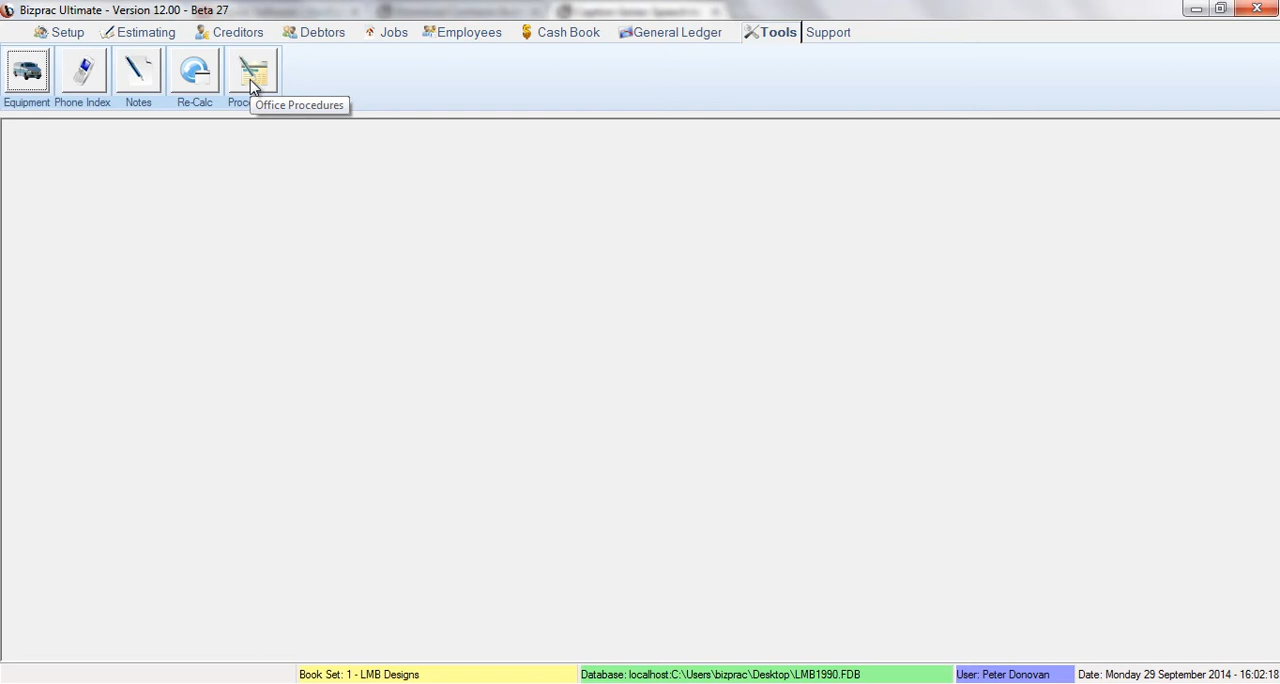 Bizprac Ultimate - Version 12.00 - Beta 27
Setup Estimating Creditors Debtors Jobs Employees Cash Book General Ledger Tools Support
Equipment Phone Index Notes Re-Calc
Office Procedures
Book Set: 1 - LMB Designs Database: localhost:C:\Users\bizprac\Desktop\LMB1990.FDB User: Peter Donovan Date: Monday 29 September 2014 - 16:02:18